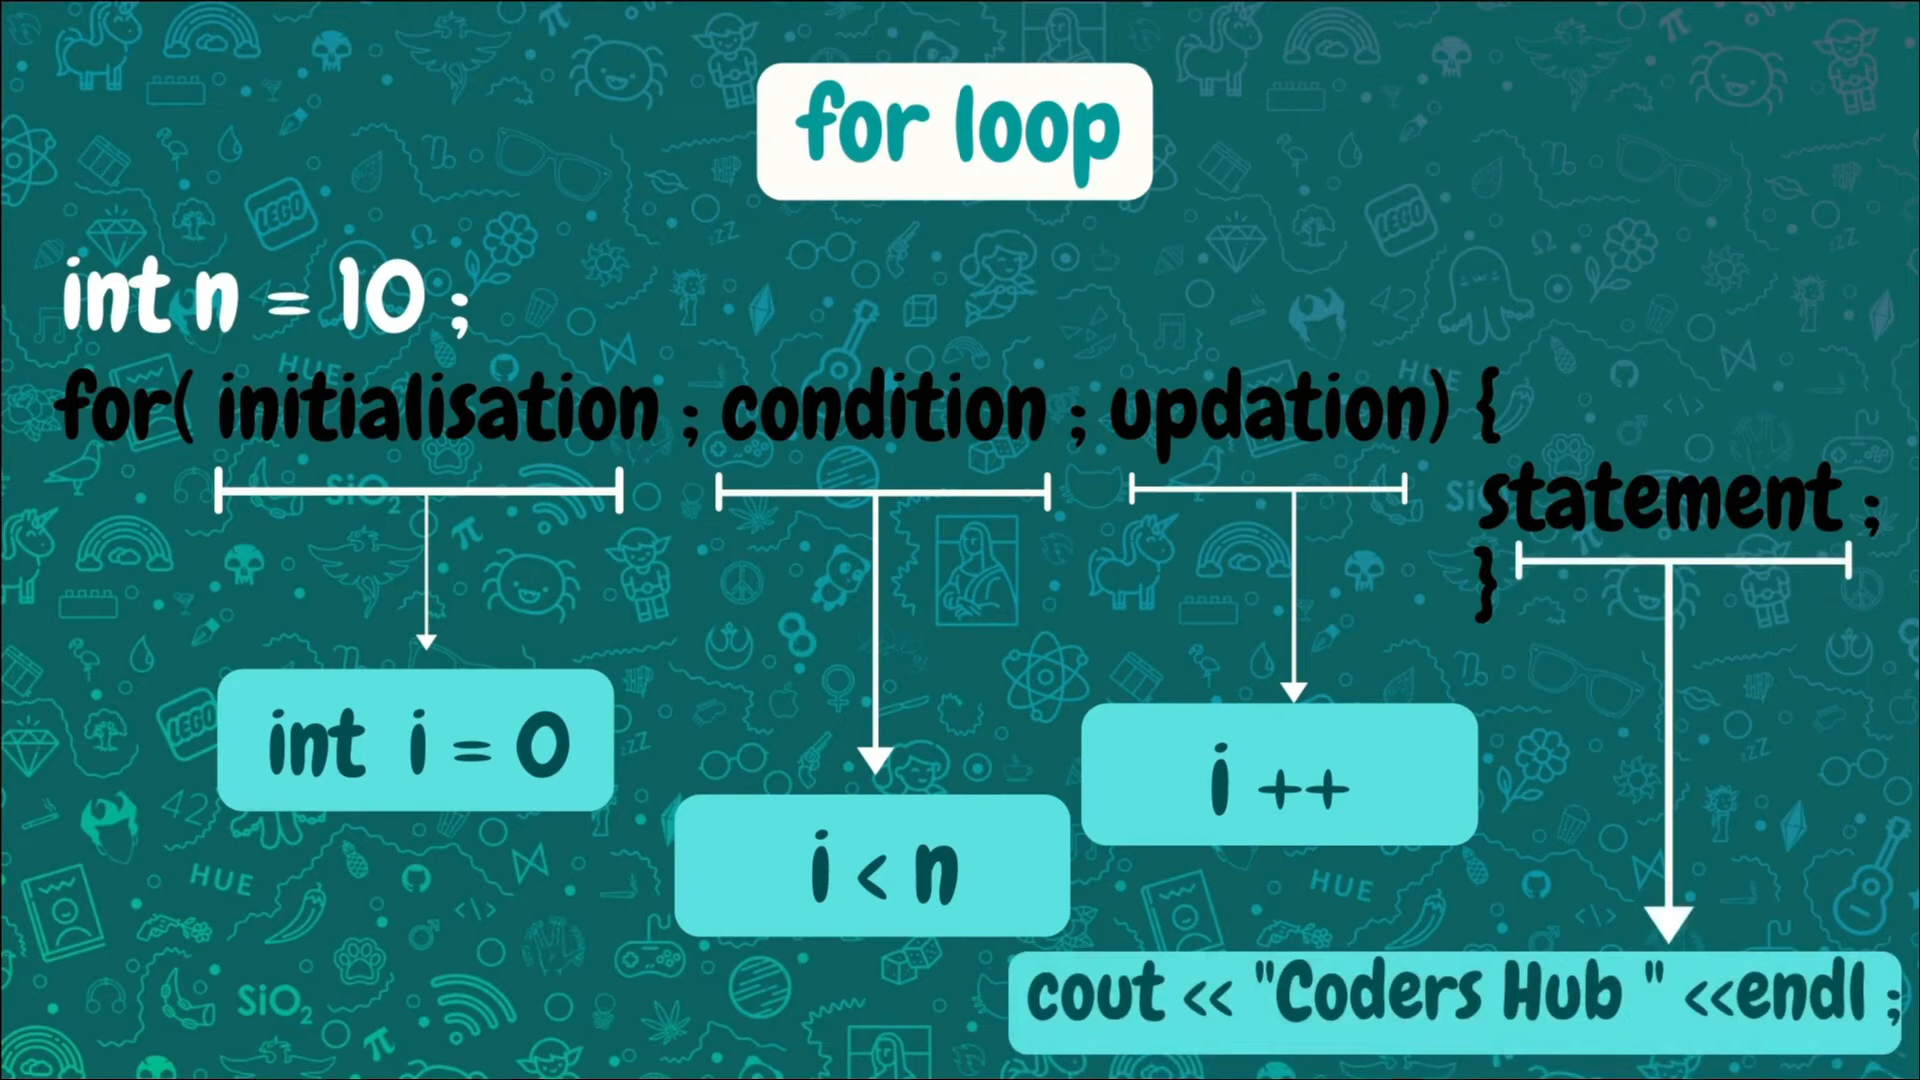 for loop
int n = 10 ;
for( initialisation ; condition ; updation) {
statement ;
}
int i = 0
i < n
i ++
cout << "Coders Hub " <<endl ;